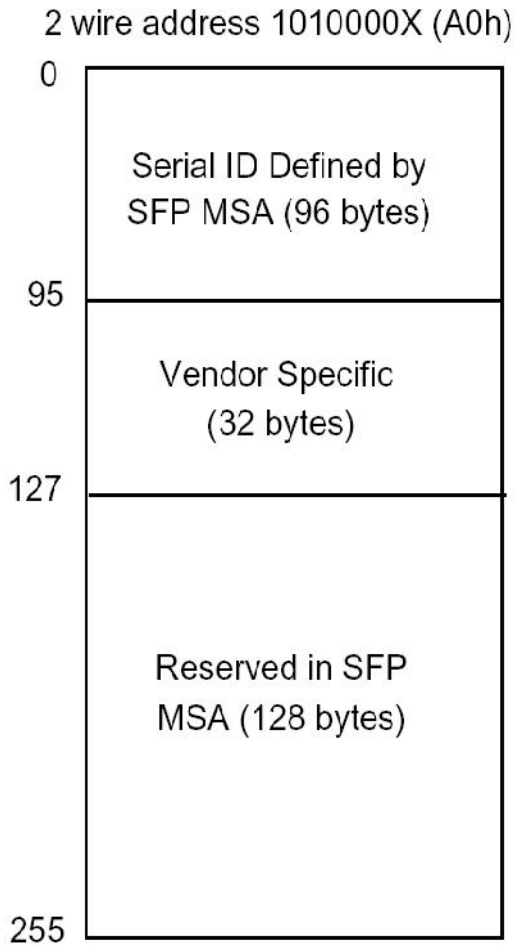 2 wire address 1010000X (A0h)
0
Serial ID Defined by
SFP MSA (96 bytes)
95
Vendor Specific
(32 bytes)
127
Reserved in SFP
MSA (128 bytes)
255